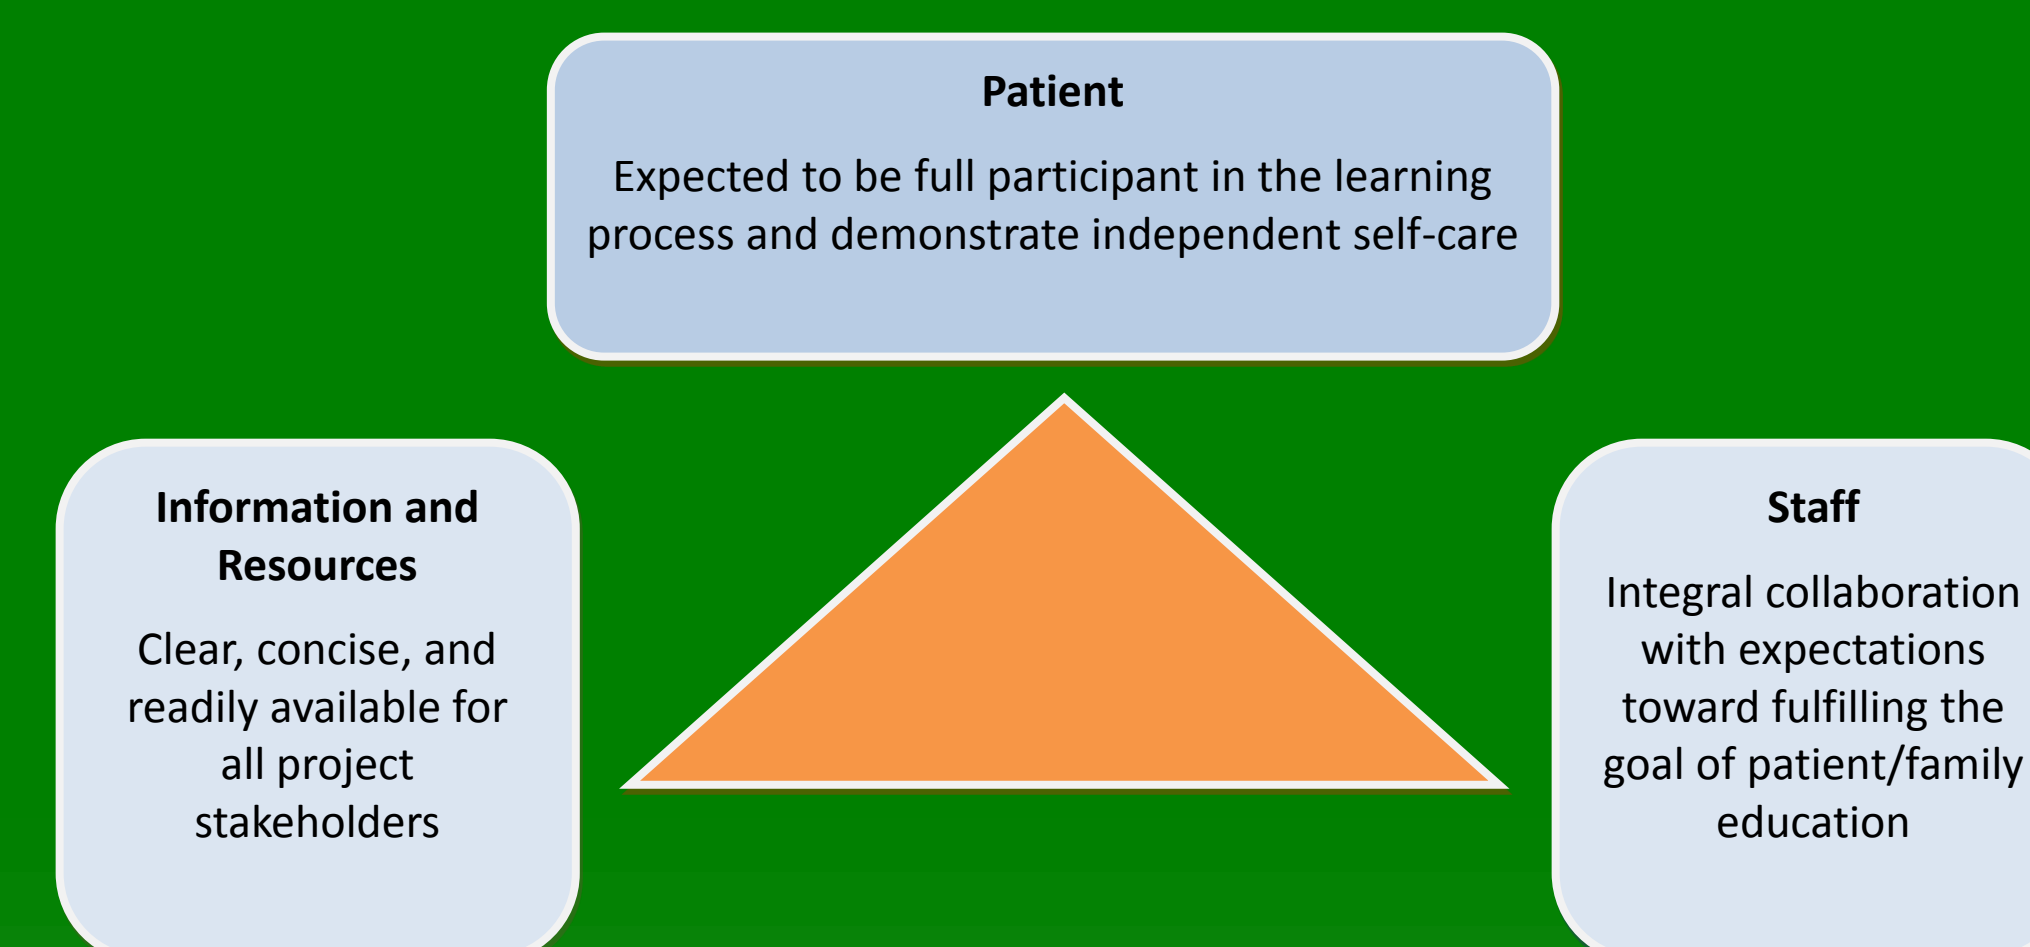 Patient
Expected to be full participant in the learning
process and demonstrate independent self-care
Information and
Resources
Clear, concise, and
readily available for
all project
stakeholders
Staff
Integral collaboration
with expectations
toward fulfilling the
goal of patient/family
education